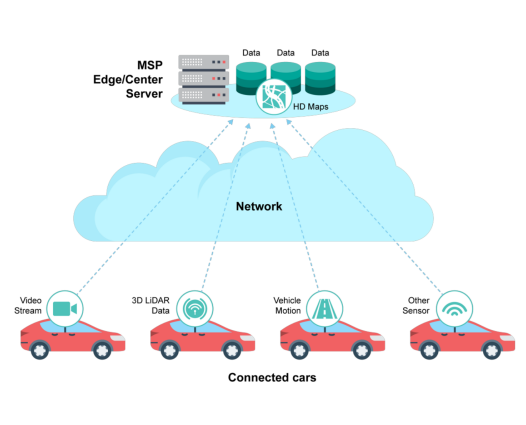 MSP
Edge/Center
Server
Data
Data
Data
HD Maps
Network
Video
Stream
3D LiDAR
Data
Vehicle
Motion
Other
Sensor
Connected cars